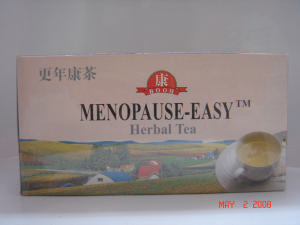 更年康茶
康
BOOH
MENOPAUSE-EASY™
Herbal Tea
MAY 2 2008